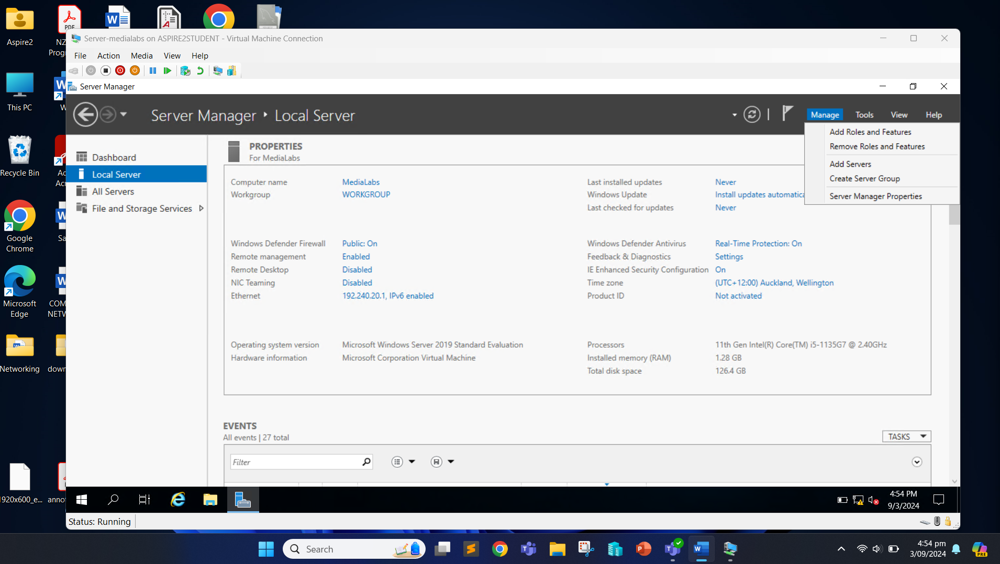 Aspire2
PDF
NZ
Prog
Server-medialabs on ASPIRE2STUDENT - Virtual Machine Connection
File Action Media View Help
Server Manager
Server Manager ‣ Local Server
Manage Tools View Help
Add Roles and Features
Remove Roles and Features
Add Servers
Create Server Group
Server Manager Properties
This PC
W
Dashboard
Local Server
All Servers
File and Storage Services
PROPERTIES
For MediaLabs
Computer name MediaLabs
Workgroup WORKGROUP
Last installed updates Never
Windows Update Install updates automatica
Last checked for updates Never
Windows Defender Firewall Public: On
Remote management Enabled
Remote Desktop Disabled
NIC Teaming Disabled
Ethernet 192.240.20.1, IPv6 enabled
Windows Defender Antivirus Real-Time Protection: On
Feedback & Diagnostics Settings
IE Enhanced Security Configuration On
Time zone (UTC+12:00) Auckland, Wellington
Product ID Not activated
Operating system version Microsoft Windows Server 2019 Standard Evaluation
Hardware information Microsoft Corporation Virtual Machine
Processors 11th Gen Intel(R) Core(TM) i5-1135G7 @ 2.40GHz
Installed memory (RAM) 1.28 GB
Total disk space 126.4 GB
EVENTS
All events | 27 total
TASKS
Filter
Recycle Bin
Ac
Acr
Google
Chrome
Sa
Microsoft
Edge
COM
NETW
Networking
down
1920x600_e...
anno
4:54 PM
9/3/2024
Status: Running
Search
4:54 pm
3/09/2024
PRE